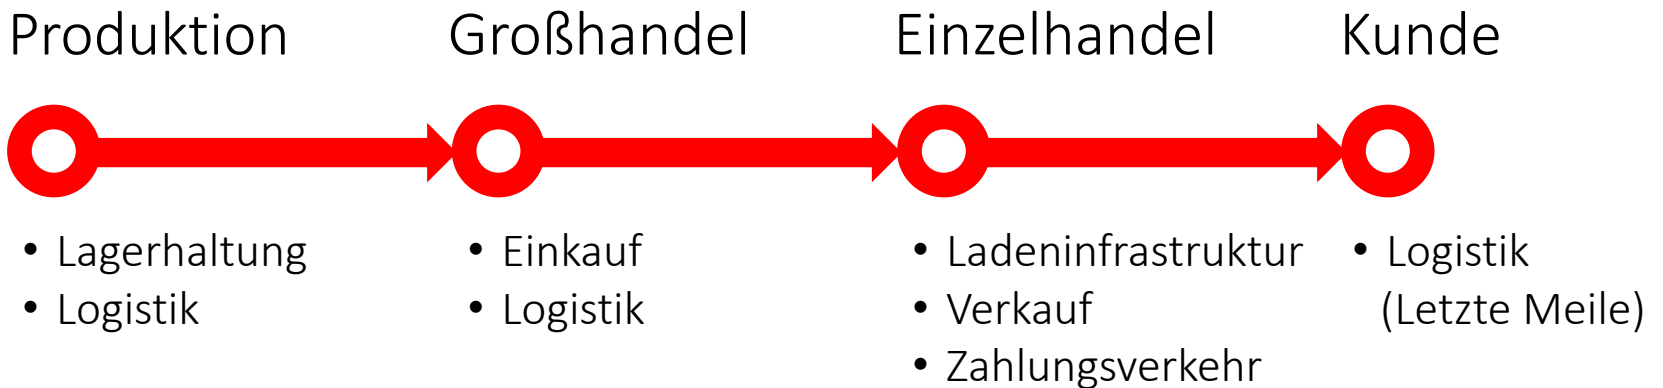 Produktion
Großhandel
Einzelhandel
Kunde
• Lagerhaltung
• Logistik
• Einkauf
• Logistik
• Ladeninfrastruktur
• Verkauf
• Zahlungsverkehr
• Logistik
(Letzte Meile)